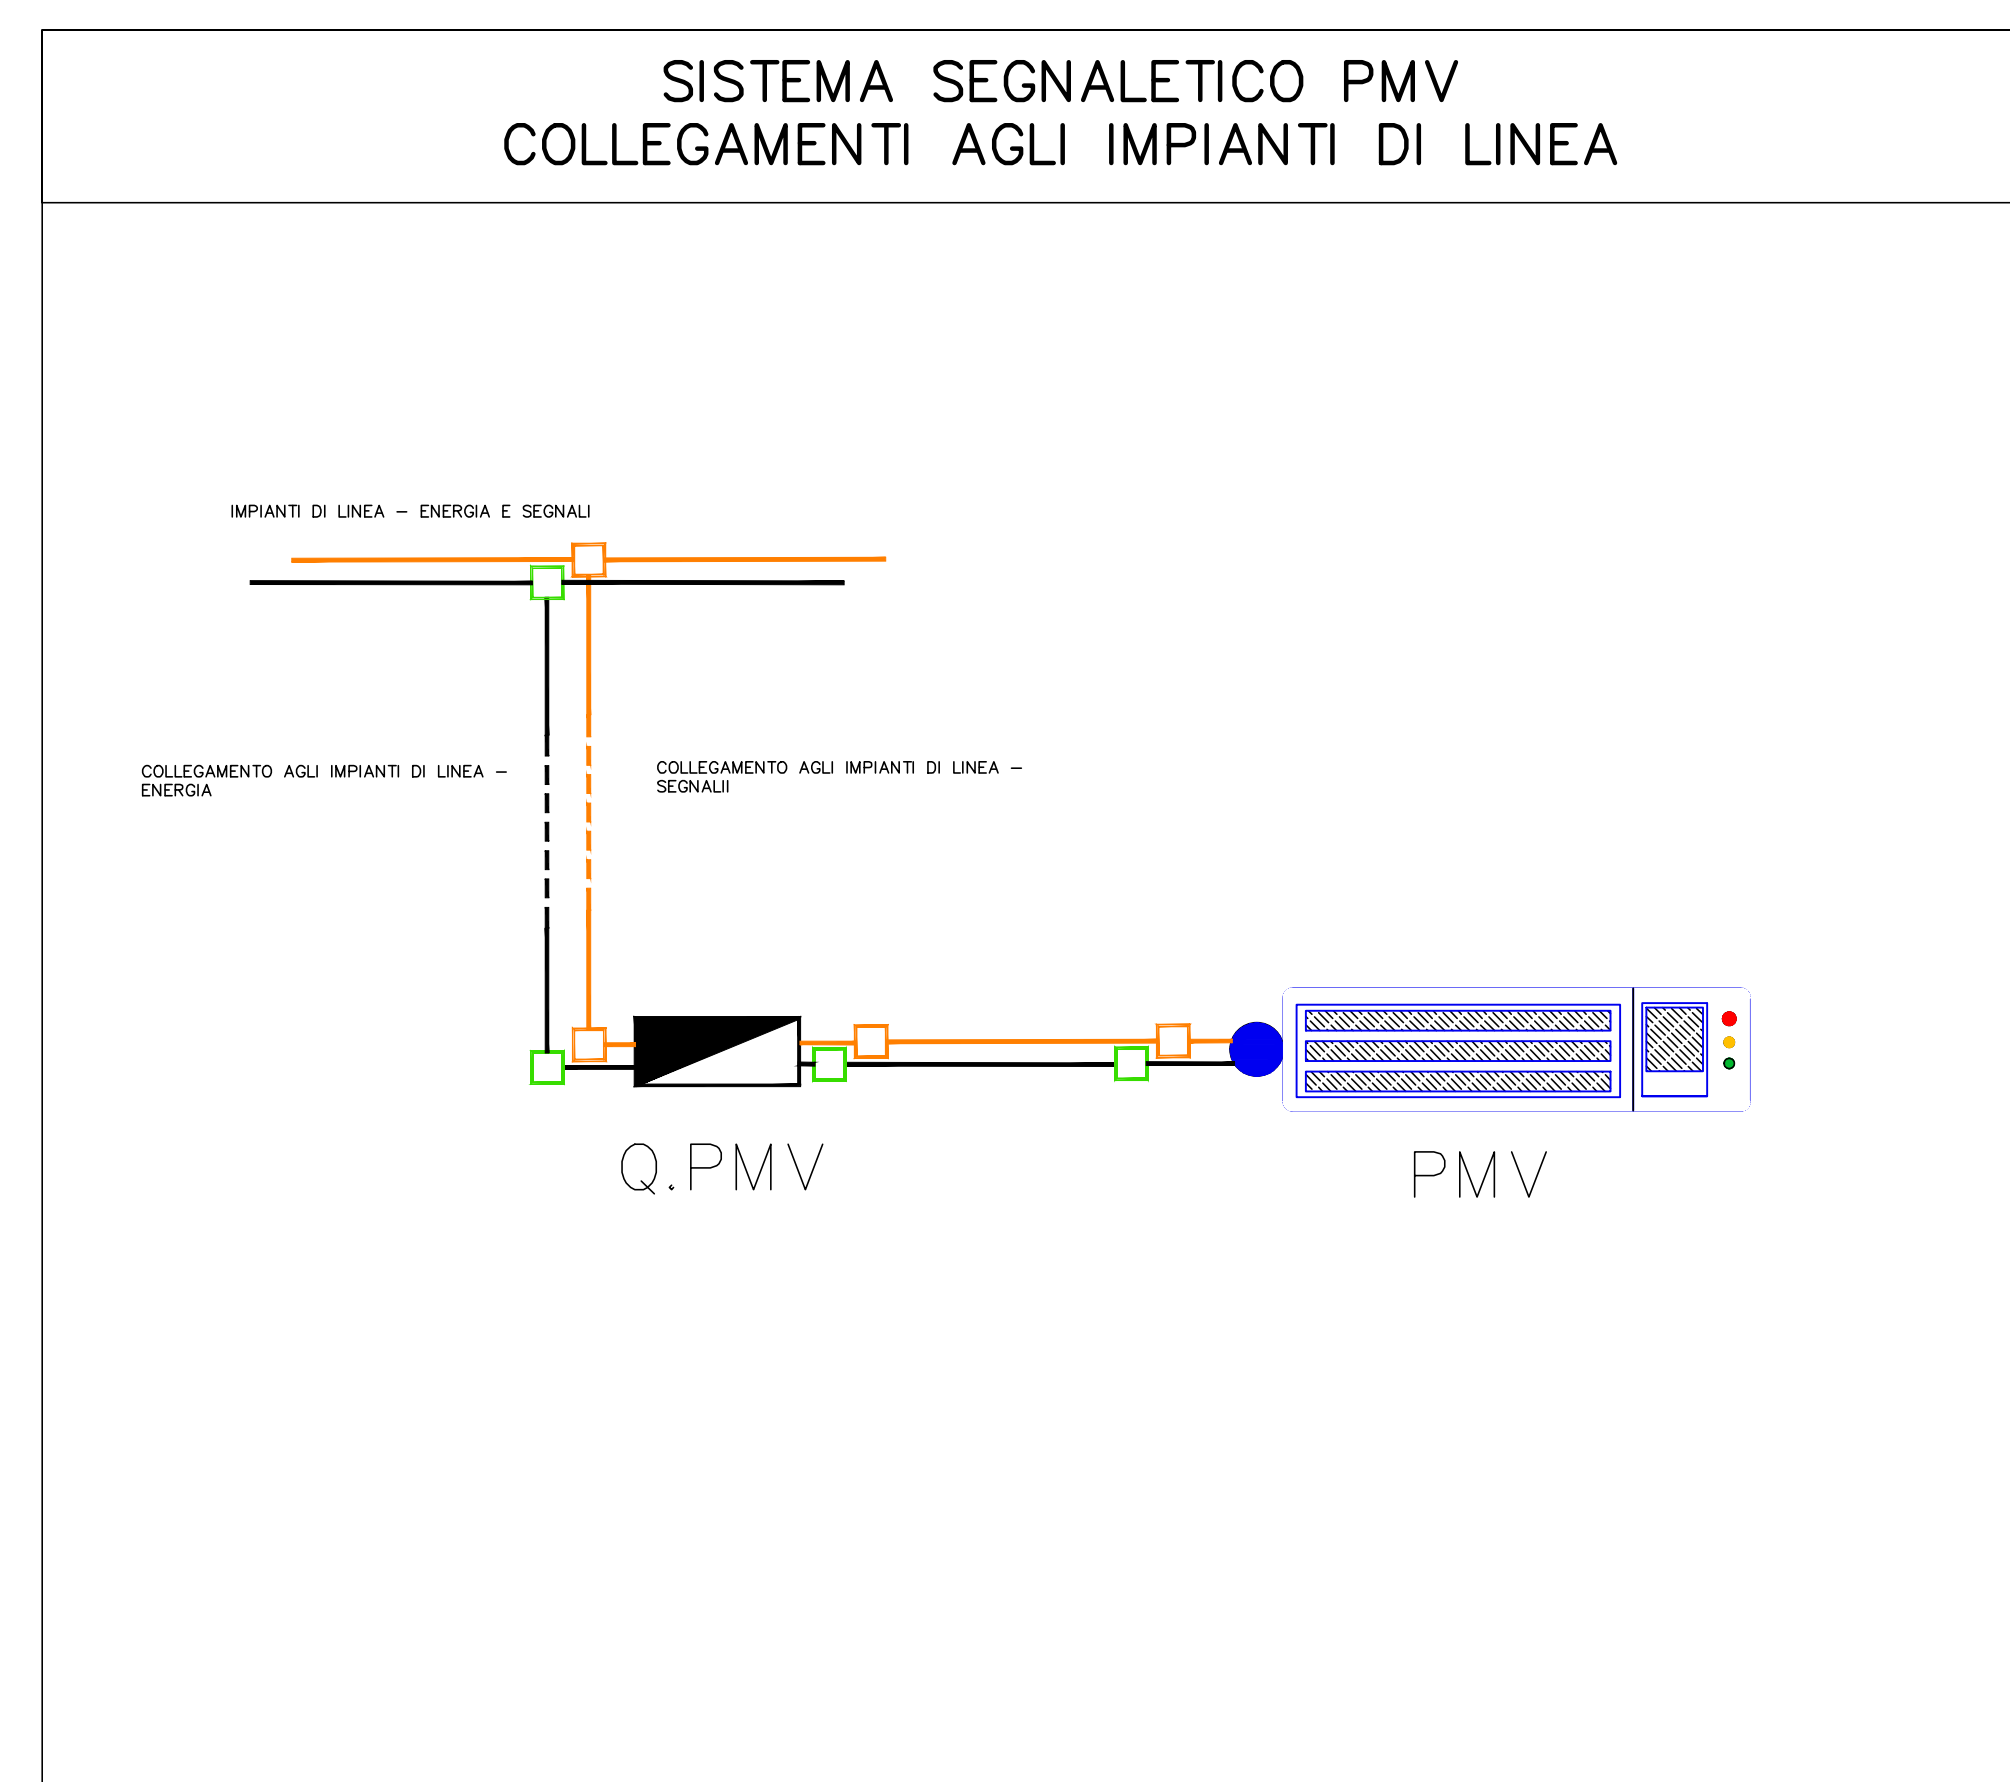 SISTEMA SEGNALETICO PMV
COLLEGAMENTI AGLI IMPIANTI DI LINEA
IMPIANTI DI LINEA – ENERGIA E SEGNALI
COLLEGAMENTO AGLI IMPIANTI DI LINEA –
ENERGIA
COLLEGAMENTO AGLI IMPIANTI DI LINEA –
SEGNALII
Q.PMV
PMV